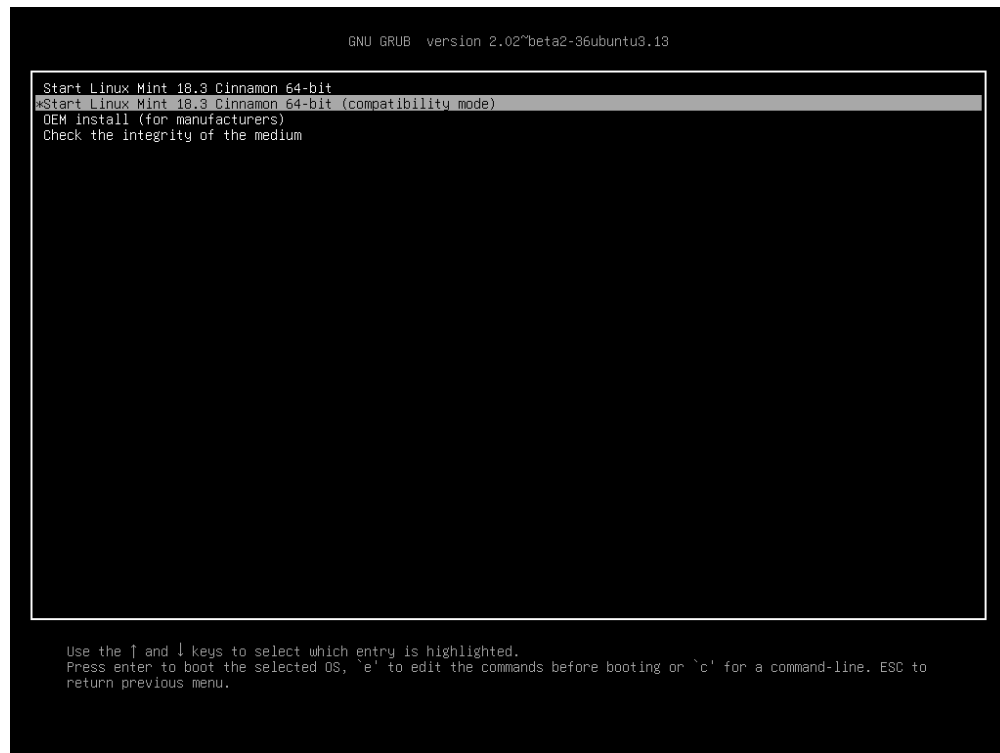 GNU GRUB version 2.02~beta2-36ubuntu3.13
Start Linux Mint 18.3 Cinnamon 64-bit
*Start Linux Mint 18.3 Cinnamon 64-bit (compatibility mode)
OEM install (for manufacturers)
Check the integrity of the medium
Use the ↑ and ↓ keys to select which entry is highlighted.
Press enter to boot the selected OS, `e' to edit the commands before booting or `c' for a command-line. ESC to
return previous menu.